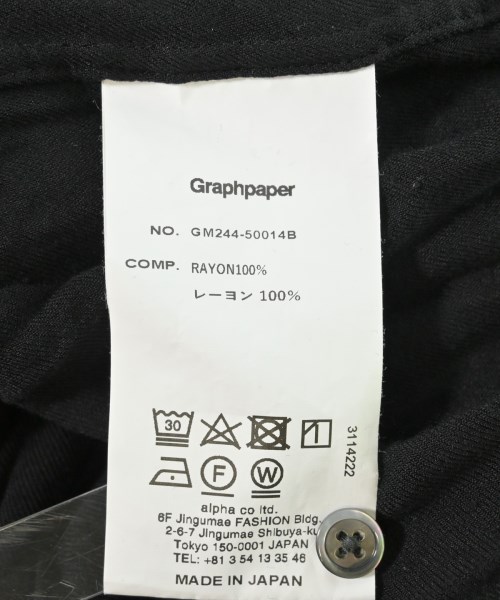 Graphpaper
NO. GM244-50014B
COMP. RAYON100%
レーヨン 100%
30
F W
3114222
alpha co ltd.
6F Jingumae FASHION Bldg.
2-6-7 Jingumae Shibuya-ku
Tokyo 150-0001 JAPAN
TEL: +81 3 54 13 35 46
MADE IN JAPAN